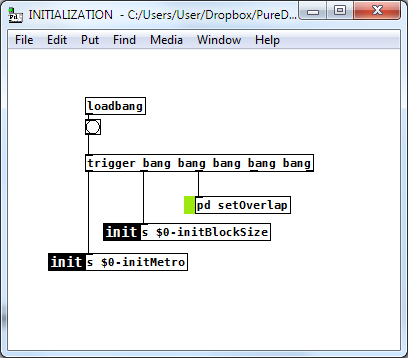 INITIALIZATION - C:/Users/User/Dropbox/PureD...
File Edit Put Find Media Window Help
loadbang
trigger bang bang bang bang bang
pd setOverlap
init s $0-initBlockSize
init s $0-initMetro